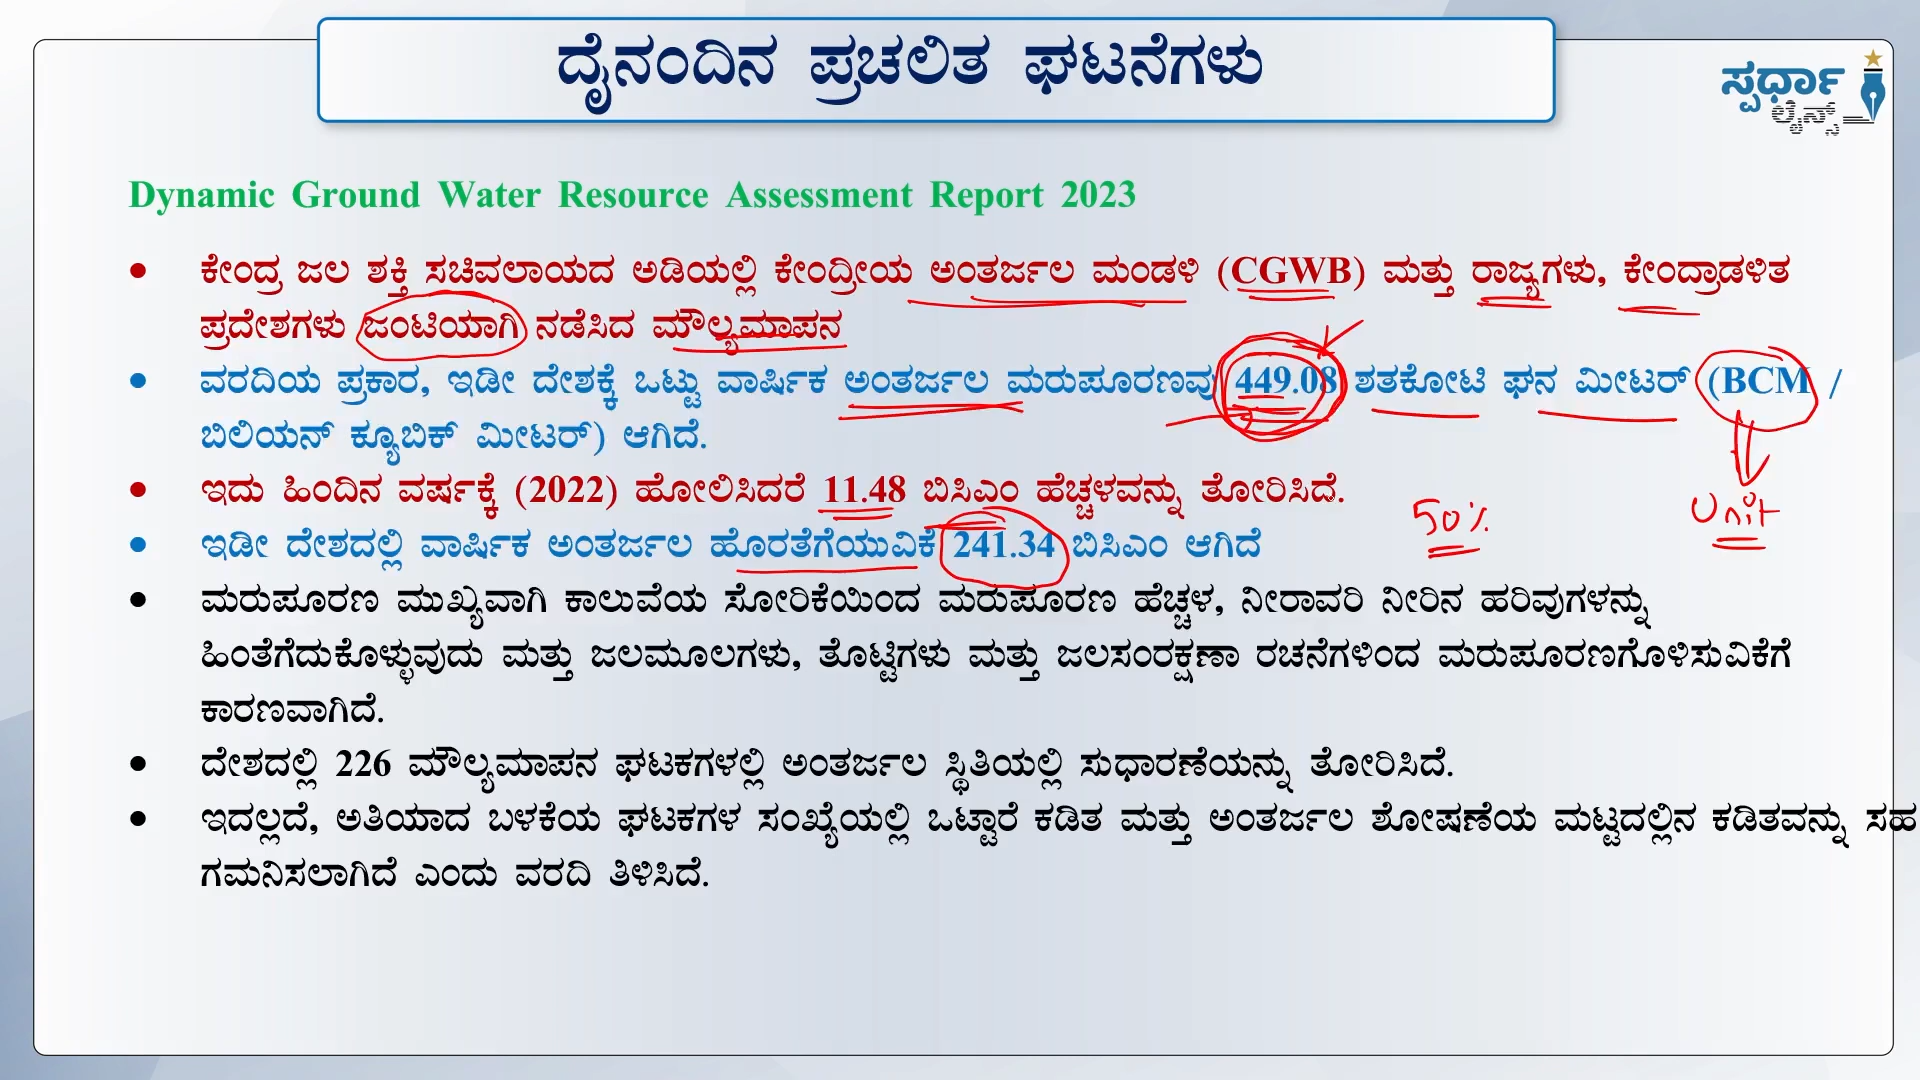 ದೈನಂದಿನ ಪ್ರಚಲಿತ ಘಟನೆಗಳು
ಸ್ಪರ್ಧಾ
ಲೈನ್ಸ್
Dynamic Ground Water Resource Assessment Report 2023
• ಕೇಂದ್ರ ಜಲ ಶಕ್ತಿ ಸಚಿವಲಾಯದ ಅಡಿಯಲ್ಲಿ ಕೇಂದ್ರೀಯ ಅಂತರ್ಜಲ ಮಂಡಳಿ (CGWB) ಮತ್ತು ರಾಜ್ಯಗಳು, ಕೇಂದ್ರಾಡಳಿತ
ಪ್ರದೇಶಗಳು ಜಂಟಿಯಾಗಿ ನಡೆಸಿದ ಮೌಲ್ಯಮಾಪನ
• ವರದಿಯ ಪ್ರಕಾರ, ಇಡೀ ದೇಶಕ್ಕೆ ಒಟ್ಟು ವಾರ್ಷಿಕ ಅಂತರ್ಜಲ ಮರುಪೂರಣವು 449.08 ಶತಕೋಟಿ ಘನ ಮೀಟರ್ (BCM /
ಬಿಲಿಯನ್ ಕ್ಯೂಬಿಕ್ ಮೀಟರ್) ಆಗಿದೆ.
• ಇದು ಹಿಂದಿನ ವರ್ಷಕ್ಕೆ (2022) ಹೋಲಿಸಿದರೆ 11.48 ಬಿಸಿಎಂ ಹೆಚ್ಚಳವನ್ನು ತೋರಿಸಿದೆ.
50%
Unit
• ಇಡೀ ದೇಶದಲ್ಲಿ ವಾರ್ಷಿಕ ಅಂತರ್ಜಲ ಹೊರತೆಗೆಯುವಿಕೆ 241.34 ಬಿಸಿಎಂ ಆಗಿದೆ
• ಮರುಪೂರಣ ಮುಖ್ಯವಾಗಿ ಕಾಲುವೆಯ ಸೋರಿಕೆಯಿಂದ ಮರುಪೂರಣ ಹೆಚ್ಚಳ, ನೀರಾವರಿ ನೀರಿನ ಹರಿವುಗಳನ್ನು
ಹಿಂತೆಗೆದುಕೊಳ್ಳುವುದು ಮತ್ತು ಜಲಮೂಲಗಳು, ತೊಟ್ಟಿಗಳು ಮತ್ತು ಜಲಸಂರಕ್ಷಣಾ ರಚನೆಗಳಿಂದ ಮರುಪೂರಣಗೊಳಿಸುವಿಕೆಗೆ
ಕಾರಣವಾಗಿದೆ.
• ದೇಶದಲ್ಲಿ 226 ಮೌಲ್ಯಮಾಪನ ಘಟಕಗಳಲ್ಲಿ ಅಂತರ್ಜಲ ಸ್ಥಿತಿಯಲ್ಲಿ ಸುಧಾರಣೆಯನ್ನು ತೋರಿಸಿದೆ.
• ಇದಲ್ಲದೆ, ಅತಿಯಾದ ಬಳಕೆಯ ಘಟಕಗಳ ಸಂಖ್ಯೆಯಲ್ಲಿ ಒಟ್ಟಾರೆ ಕಡಿತ ಮತ್ತು ಅಂತರ್ಜಲ ಶೋಷಣೆಯ ಮಟ್ಟದಲ್ಲಿನ ಕಡಿತವನ್ನು ಸಹ
ಗಮನಿಸಲಾಗಿದೆ ಎಂದು ವರದಿ ತಿಳಿಸಿದೆ.